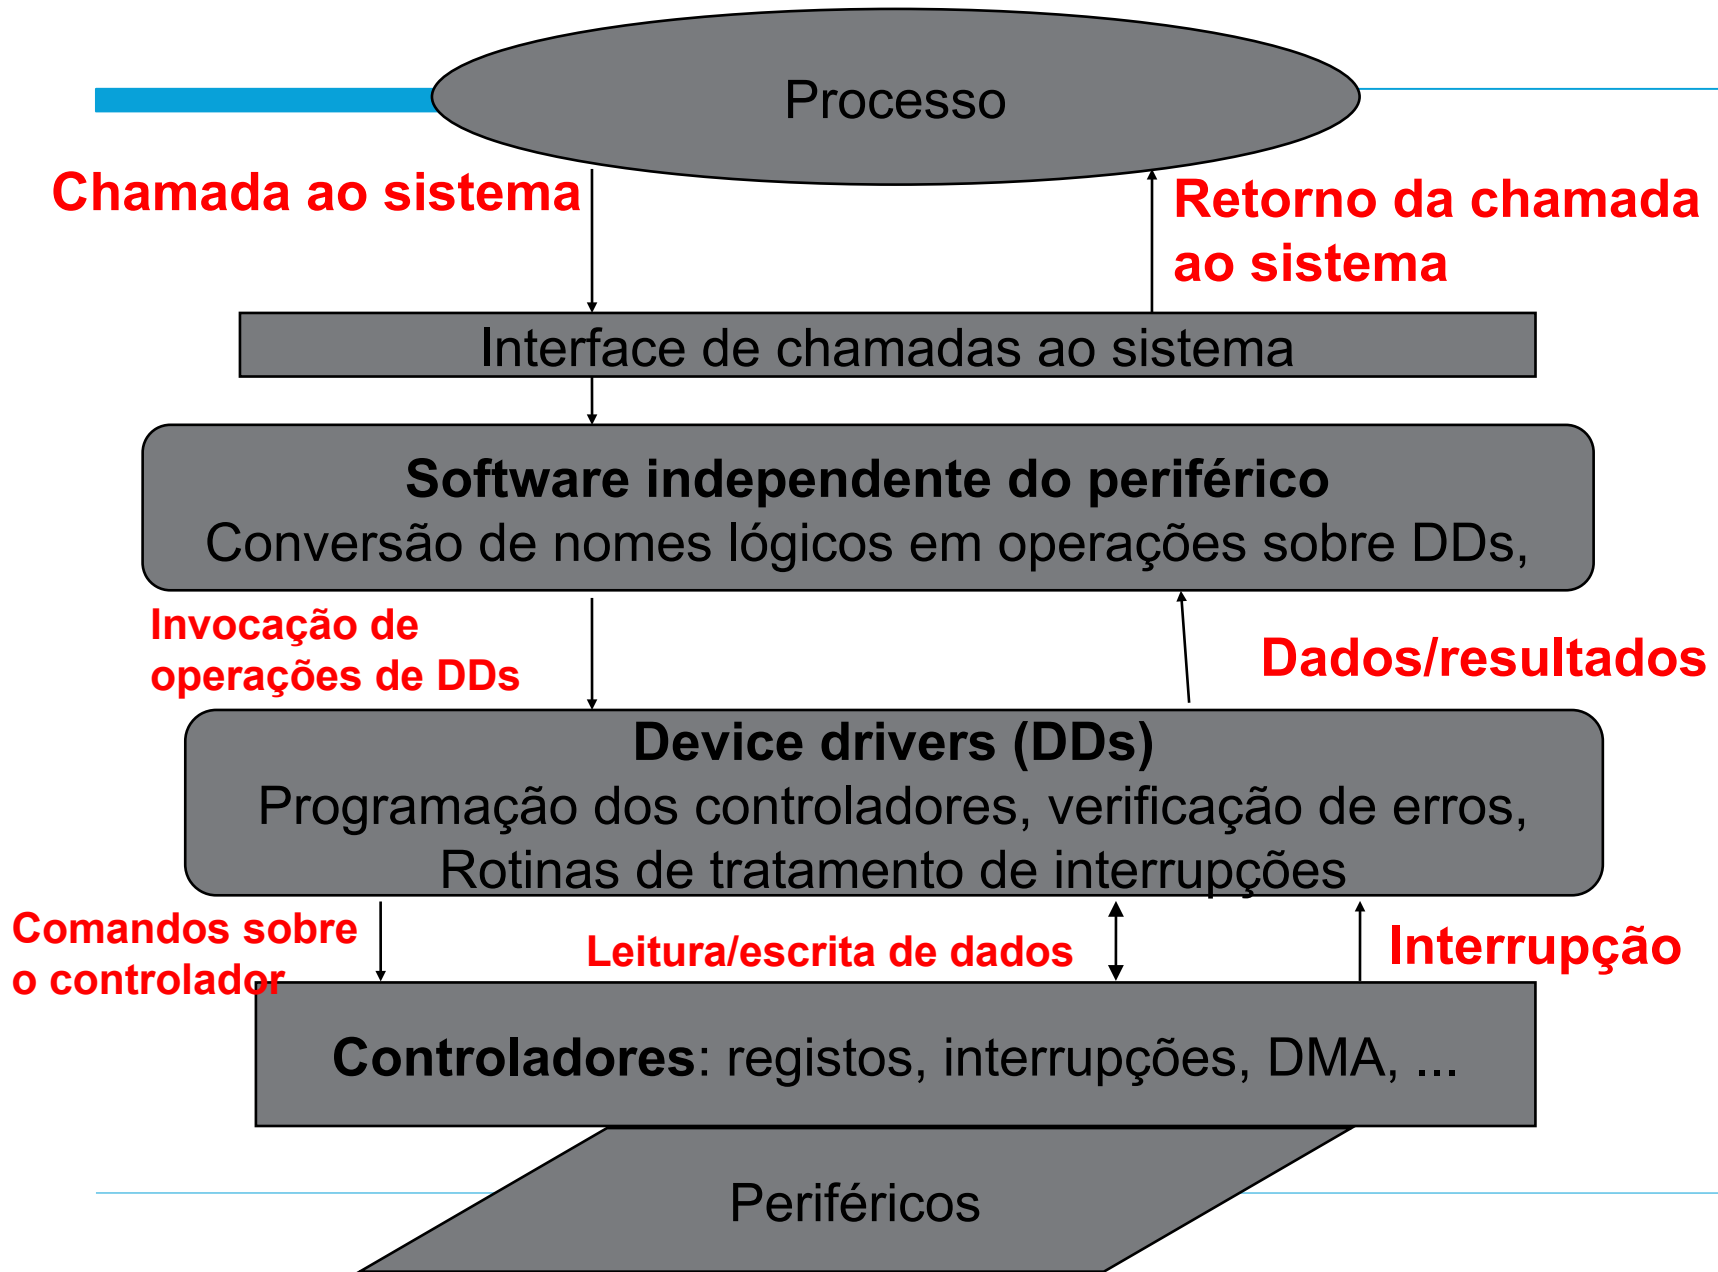 Processo
Chamada ao sistema
Retorno da chamada
ao sistema
Interface de chamadas ao sistema
Software independente do periférico
Conversão de nomes lógicos em operações sobre DDs,
Invocação de
operações de DDs
Dados/resultados
Device drivers (DDs)
Programação dos controladores, verificação de erros,
Rotinas de tratamento de interrupções
Comandos sobre
o controlador
Leitura/escrita de dados
Interrupção
Controladores: registos, interrupções, DMA, ...
Periféricos